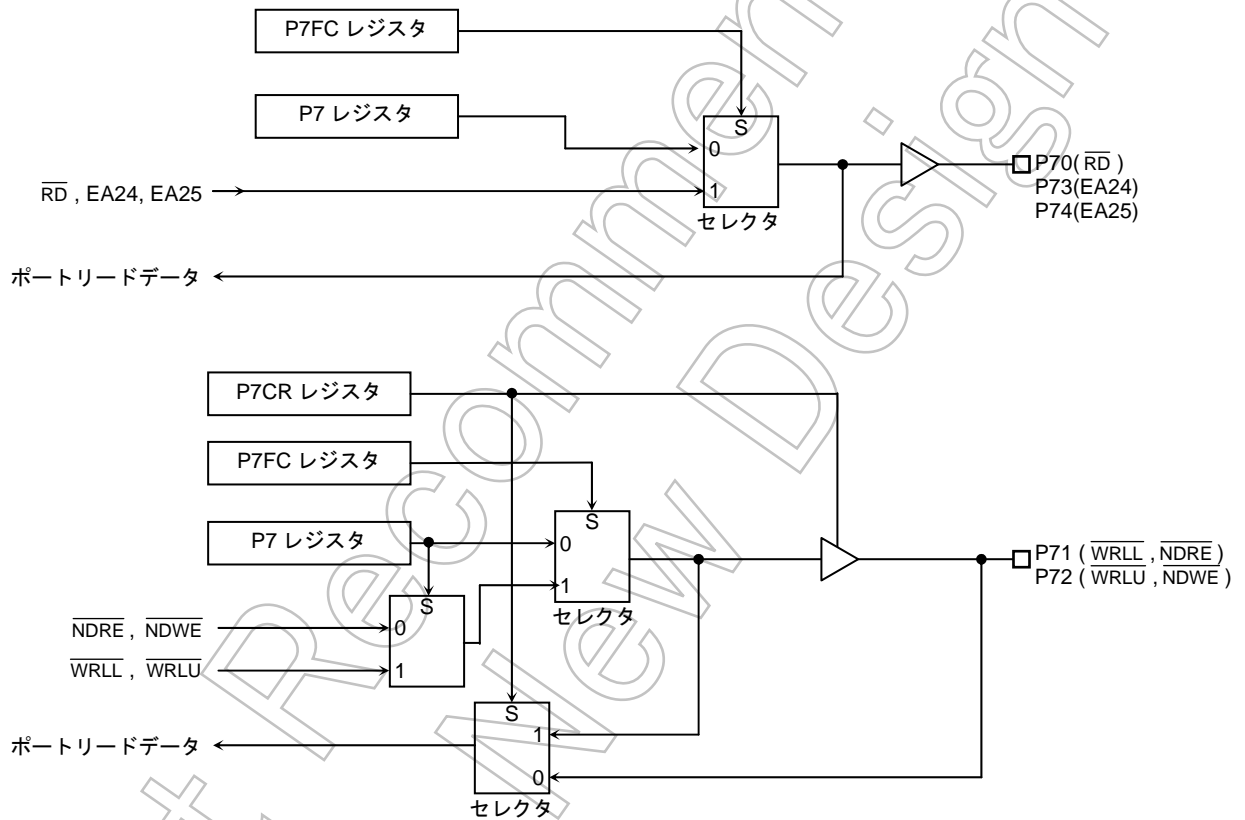 P7FC レジスタ
P7 レジスタ
S
0
1
セレクタ
RD , EA24, EA25
P70( RD )
P73(EA24)
P74(EA25)
ポートリードデータ
P7CR レジスタ
P7FC レジスタ
P7 レジスタ
S
0
1
セレクタ
S
0
1
NDRE , NDWE
WRLL , WRLU
P71 ( WRLL , NDRE )
P72 ( WRLU , NDWE )
S
1
0
セレクタ
ポートリードデータ
Recommen
New Design